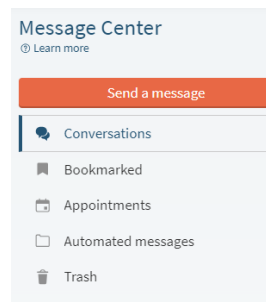 Message Center
Learn more
Send a message
Conversations
Bookmarked
Appointments
Automated messages
Trash